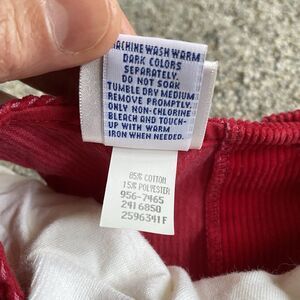 MACHINE WASH WARM
DARK COLORS
SEPARATELY.
DO NOT SOAK
TUMBLE DRY MEDIUM
REMOVE PROMPTLY.
ONLY NON-CHLORINE
BLEACH AND TOUCH-
UP WITH WARM
IRON WHEN NEEDED.
85% COTTON
15% POLYESTER
956-7465
2416850
2596341F